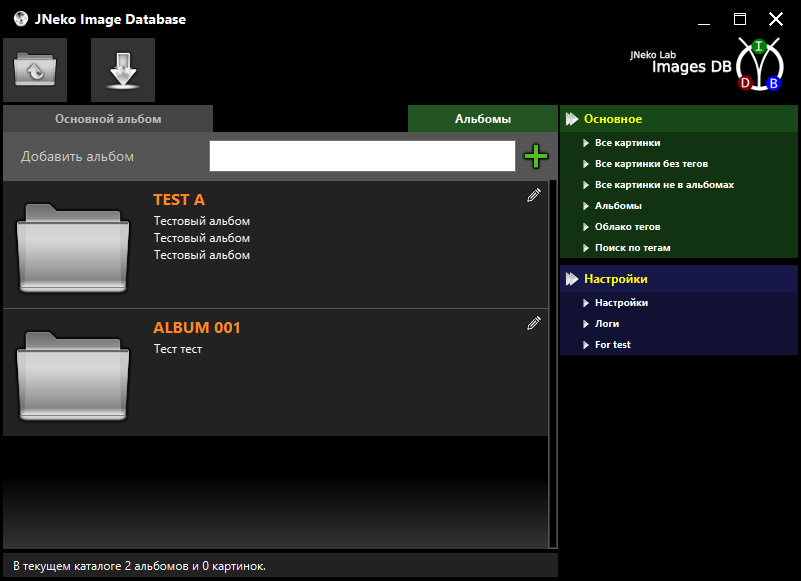 JNeko Image Database
JNeko Lab
Images DB
I
D
B
Основной альбом
Альбомы
Добавить альбом
TEST A
Тестовый альбом
Тестовый альбом
Тестовый альбом
ALBUM 001
Тест тест
В текущем каталоге 2 альбомов и 0 картинок.
Основное
Все картинки
Все картинки без тегов
Все картинки не в альбомах
Альбомы
Облако тегов
Поиск по тегам
Настройки
Настройки
Логи
For test